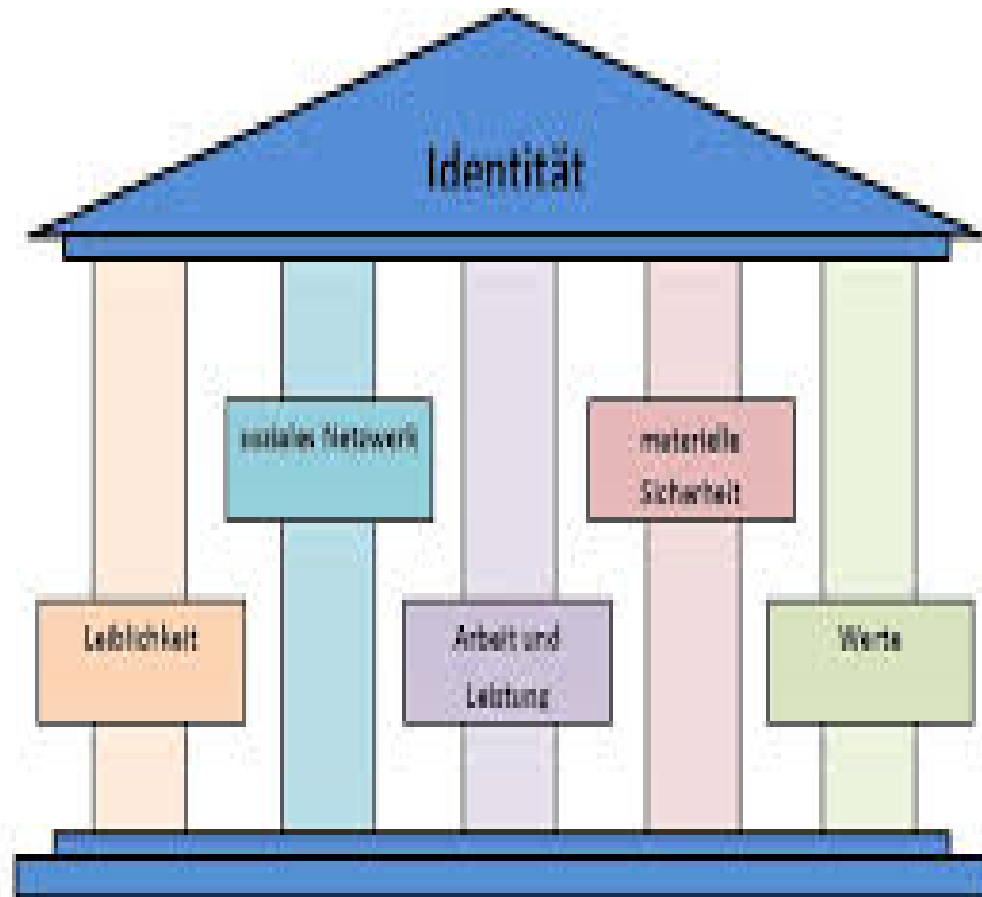 Identität
soziales Netzwerk
materielle
Sicherheit
Leiblichkeit
Arbeit und
Leistung
Werte